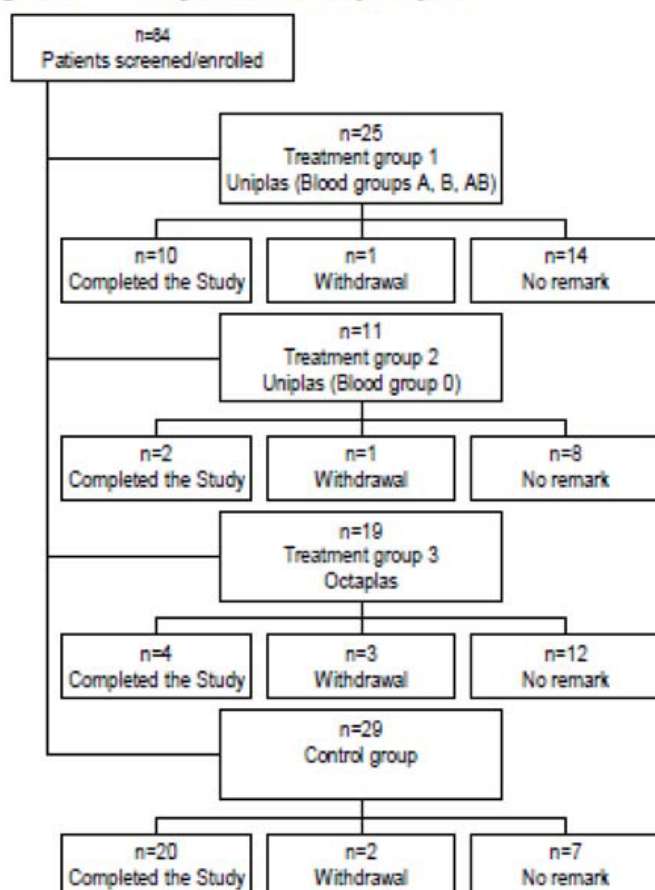 n=84
Patients screened/enrolled
n=25
Treatment group 1
Uniplas (Blood groups A, B, AB)
n=10
Completed the Study
n=1
Withdrawal
n=14
No remark
n=11
Treatment group 2
Uniplas (Blood group 0)
n=2
Completed the Study
n=1
Withdrawal
n=8
No remark
n=19
Treatment group 3
Octaplas
n=4
Completed the Study
n=3
Withdrawal
n=12
No remark
n=29
Control group
n=20
Completed the Study
n=2
Withdrawal
n=7
No remark